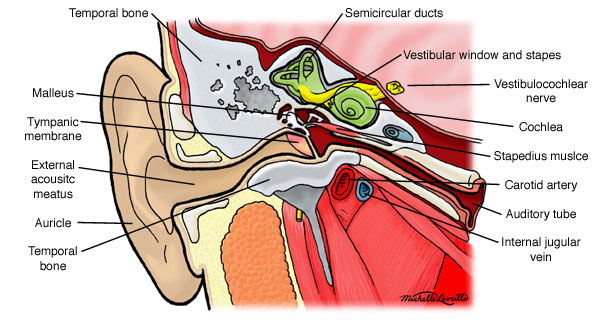 Temporal bone
Malleus
Tympanic
membrane
External
acousitc
meatus
Auricle
Temporal
bone
Semicircular ducts
Vestibular window and stapes
Vestibulocochlear
nerve
Cochlea
Stapedius muslce
Carotid artery
Auditory tube
Internal jugular
vein